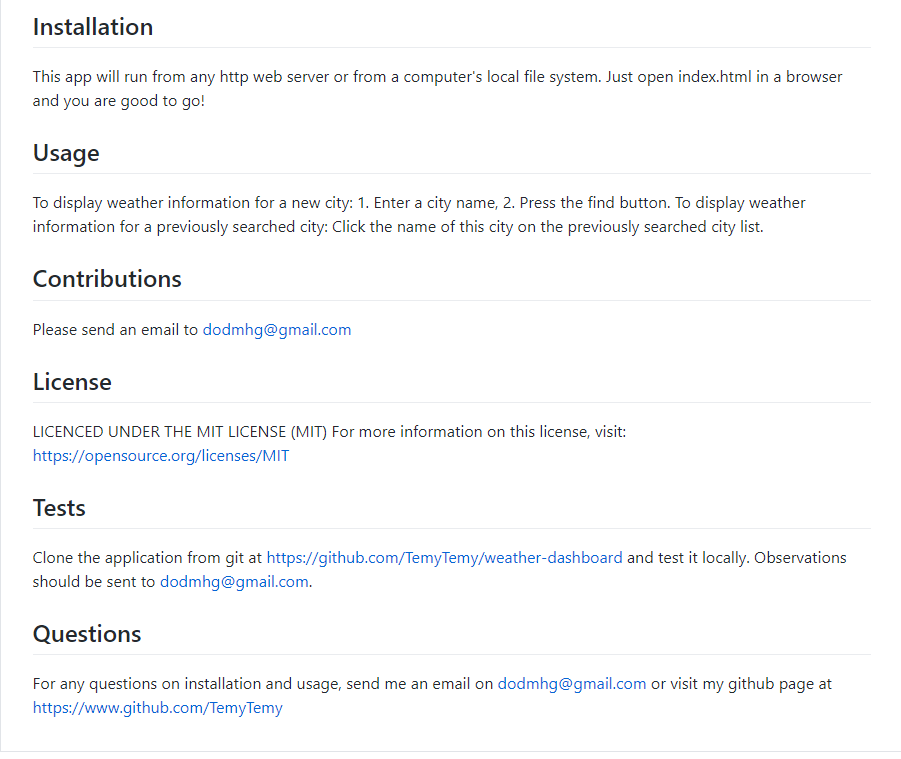 Installation
This app will run from any http web server or from a computer's local file system. Just open index.html in a browser
and you are good to go!
Usage
To display weather information for a new city: 1. Enter a city name, 2. Press the find button. To display weather
information for a previously searched city: Click the name of this city on the previously searched city list.
Contributions
Please send an email to dodmhg@gmail.com
License
LICENCED UNDER THE MIT LICENSE (MIT) For more information on this license, visit:
https://opensource.org/licenses/MIT
Tests
Clone the application from git at https://github.com/TemyTemy/weather-dashboard and test it locally. Observations
should be sent to dodmhg@gmail.com.
Questions
For any questions on installation and usage, send me an email on dodmhg@gmail.com or visit my github page at
https://www.github.com/TemyTemy